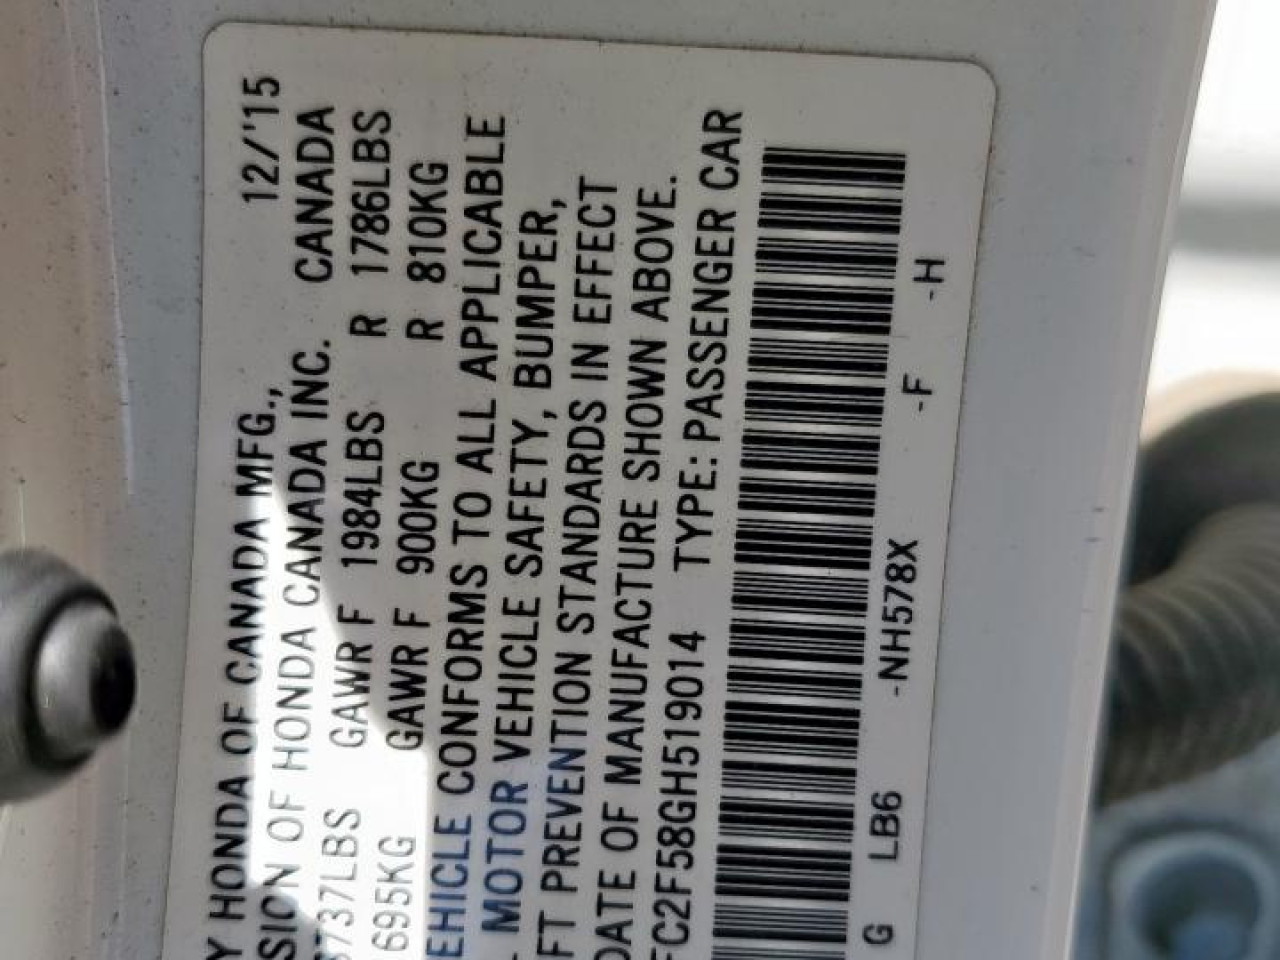 Y HONDA OF CANADA MFG., 12/'15
SION OF HONDA CANADA INC. CANADA
3737LBS GAWR F 1984LBS R 1786LBS
695KG GAWR F 900KG R 810KG
EHICLE CONFORMS TO ALL APPLICABLE
MOTOR VEHICLE SAFETY, BUMPER,
FT PREVENTION STANDARDS IN EFFECT
DATE OF MANUFACTURE SHOWN ABOVE.
FC2F58GH519014 TYPE: PASSENGER CAR
G LB6 -NH578X -F -H